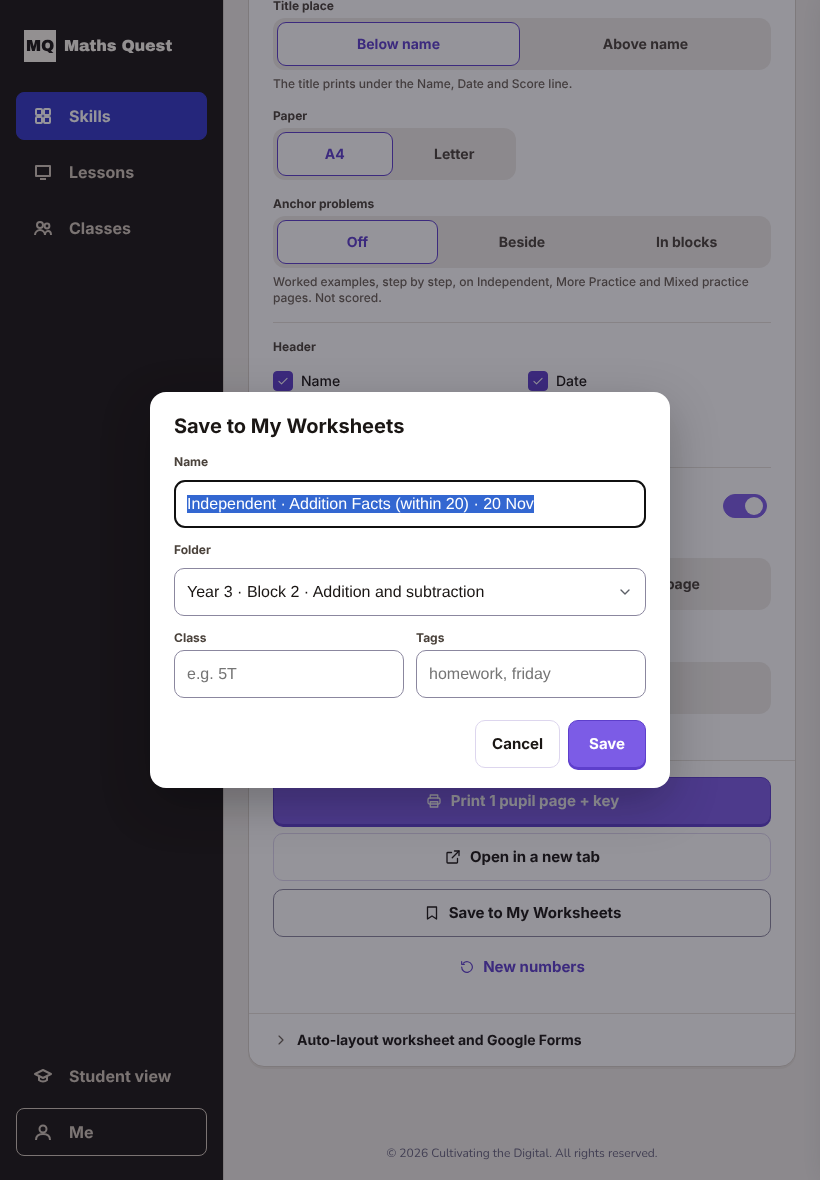 MQ Maths Quest
Skills
Lessons
Classes
Student view
Me
Title place
Below name
Above name
The title prints under the Name, Date and Score line.
Paper
A4
Letter
Anchor problems
Off
Beside
In blocks
Worked examples, step by step, on Independent, More Practice and Mixed practice
pages. Not scored.
Header
Name
Date
page
Save to My Worksheets
Name
Independent · Addition Facts (within 20) · 20 Nov
Folder
Year 3 · Block 2 · Addition and subtraction
Class
Tags
e.g. 5T
homework, friday
Cancel
Save
Print 1 pupil page + key
Open in a new tab
Save to My Worksheets
New numbers
Auto-layout worksheet and Google Forms
© 2026 Cultivating the Digital. All rights reserved.